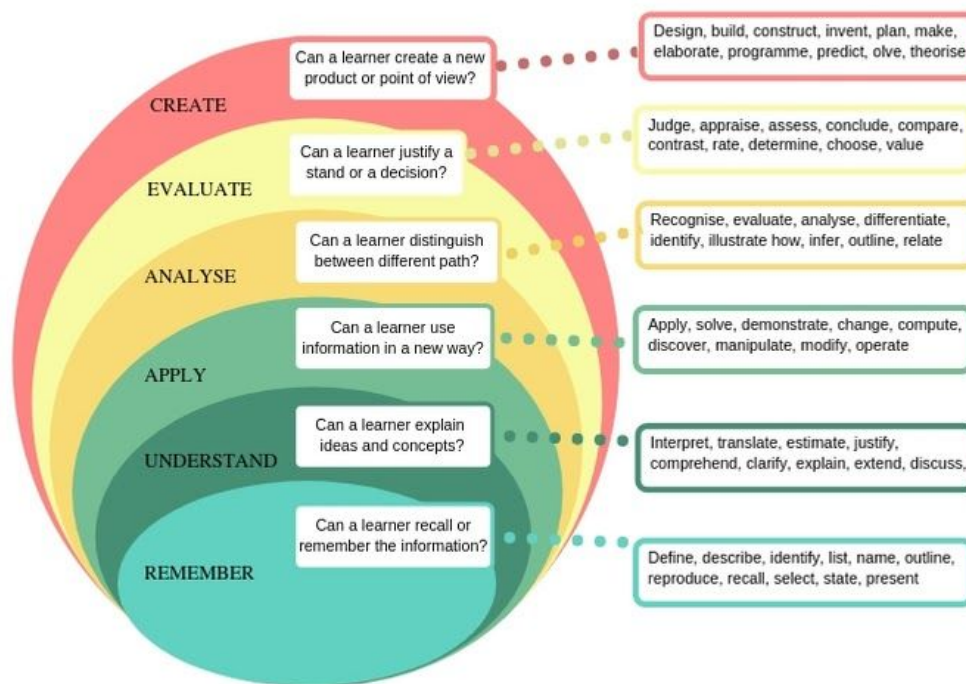 CREATE
Can a learner create a new
product or point of view?
Design, build, construct, invent, plan, make,
elaborate, programme, predict, olve, theorise
EVALUATE
Can a learner justify a
stand or a decision?
Judge, appraise, assess, conclude, compare,
contrast, rate, determine, choose, value
ANALYSE
Can a learner distinguish
between different path?
Recognise, evaluate, analyse, differentiate,
identify, illustrate how, infer, outline, relate
APPLY
Can a learner use
information in a new way?
Apply, solve, demonstrate, change, compute,
discover, manipulate, modify, operate
UNDERSTAND
Can a learner explain
ideas and concepts?
Interpret, translate, estimate, justify,
comprehend, clarify, explain, extend, discuss,
REMEMBER
Can a learner recall or
remember the information?
Define, describe, identify, list, name, outline,
reproduce, recall, select, state, present